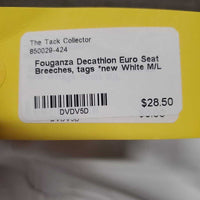 The Tack Collector
850029-424
Fouganza Decathlon Euro Seat
Breeches, tags *new White M/L
DVDV5D
$28.50